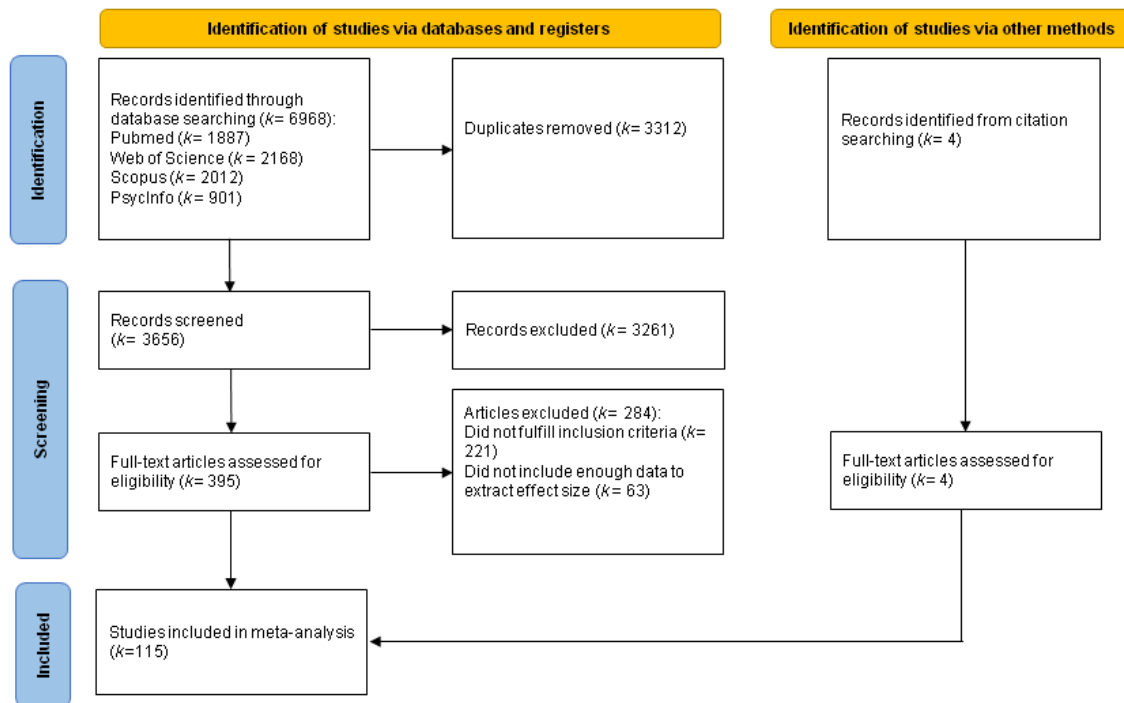 Identification of studies via databases and registers
Identification of studies via other methods
Identification
Records identified through
database searching (k= 6968):
Pubmed (k= 1887)
Web of Science (k= 2168)
Scopus (k= 2012)
PsycInfo (k= 901)
Duplicates removed (k= 3312)
Records identified from citation
searching (k= 4)
Screening
Records screened
(k= 3656)
Records excluded (k= 3261)
Full-text articles assessed for
eligibility (k= 395)
Articles excluded (k= 284):
Did not fulfill inclusion criteria (k=
221)
Did not include enough data to
extract effect size (k= 63)
Full-text articles assessed for
eligibility (k= 4)
Included
Studies included in meta-analysis
(k=115)